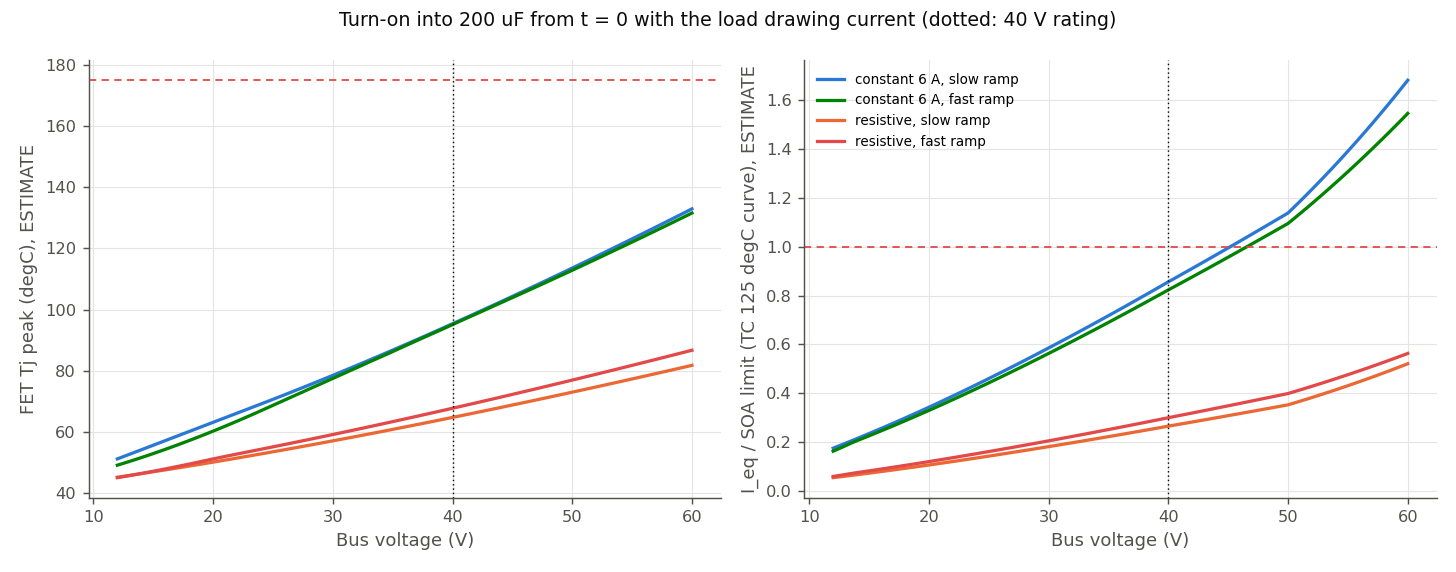 Turn-on into 200 uF from t = 0 with the load drawing current (dotted: 40 V rating)
FET Tj peak (degC), ESTIMATE
180
160
140
120
100
80
60
40
10 20 30 40 50 60
Bus voltage (V)
I_eq / SOA limit (TC 125 degC curve), ESTIMATE
1.6
1.4
1.2
1.0
0.8
0.6
0.4
0.2
0.0
constant 6 A, slow ramp
constant 6 A, fast ramp
resistive, slow ramp
resistive, fast ramp
10 20 30 40 50 60
Bus voltage (V)